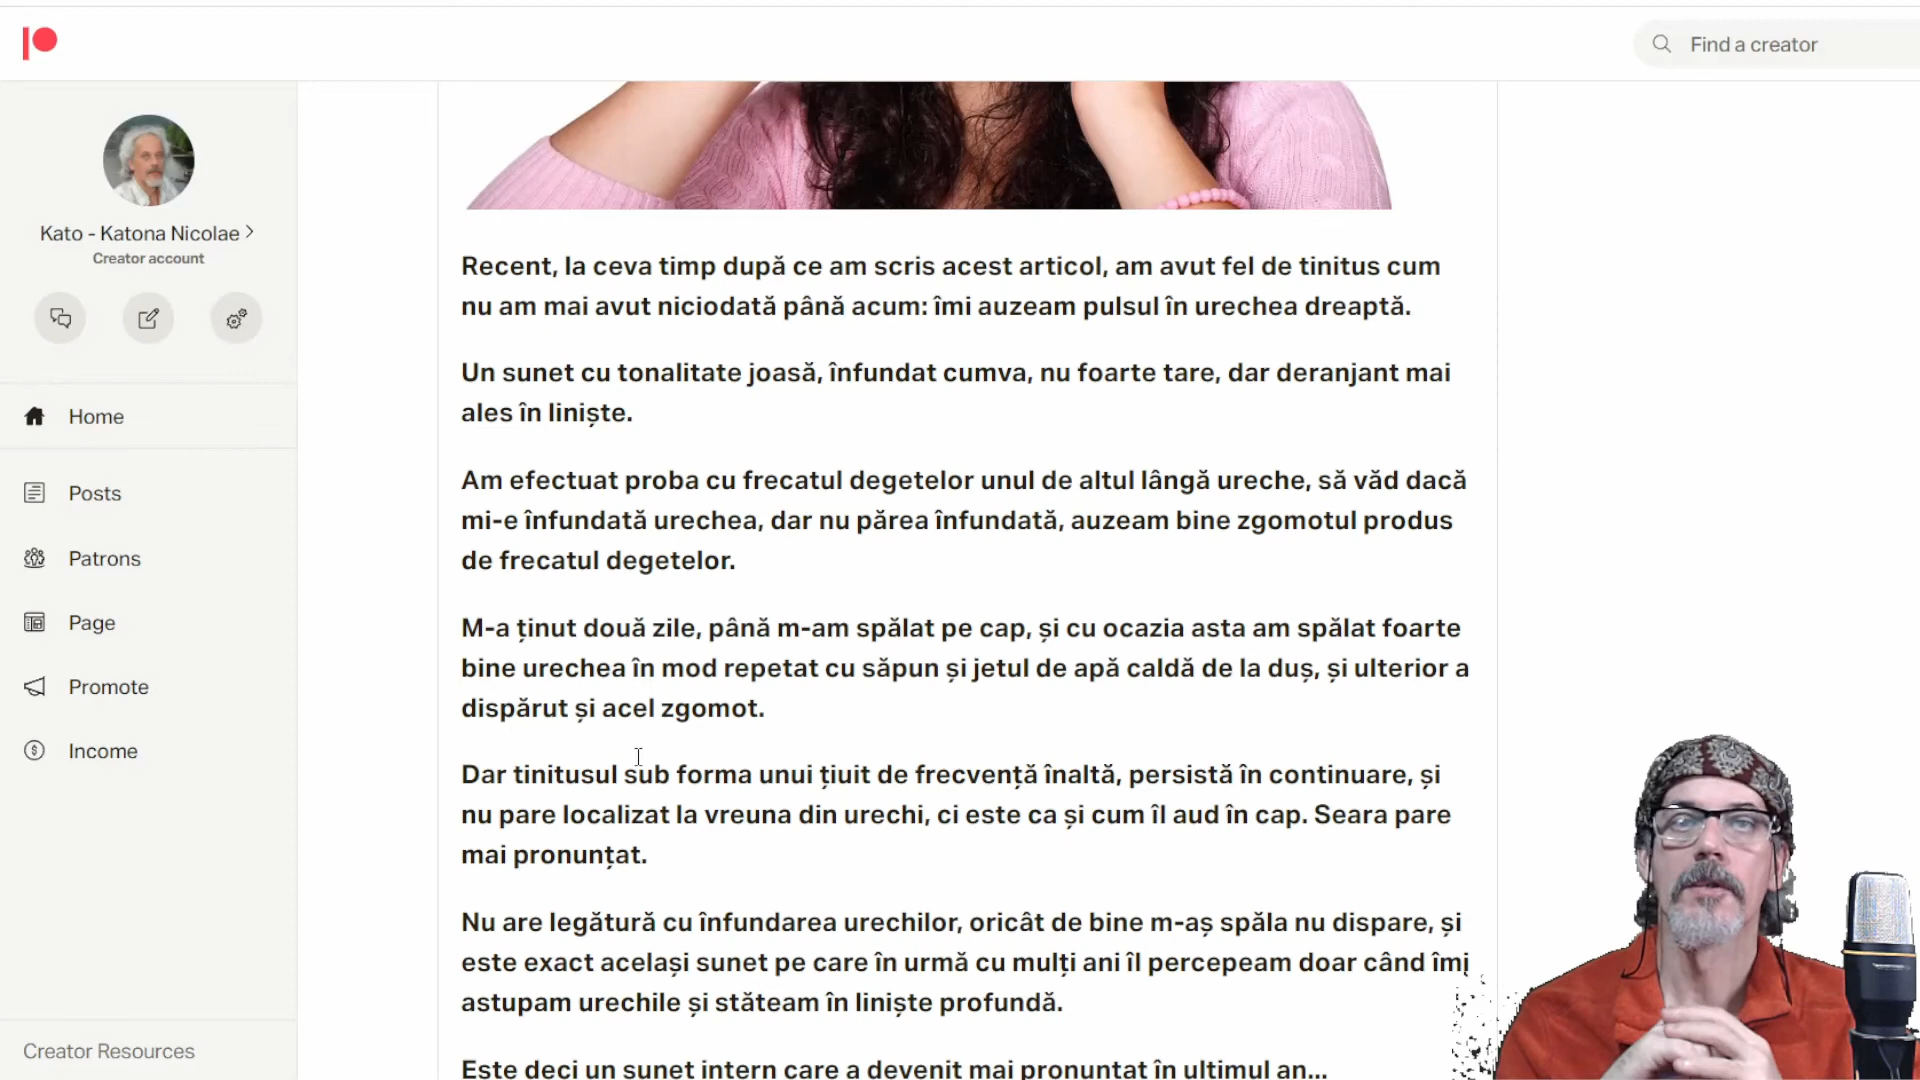 Find a creator
Kato - Katona Nicolae
Creator account
Home
Posts
Patrons
Page
Promote
Income
Creator Resources
Recent, la ceva timp după ce am scris acest articol, am avut fel de tinitus cum
nu am mai avut niciodată până acum: îmi auzeam pulsul în urechea dreaptă.
Un sunet cu tonalitate joasă, înfundat cumva, nu foarte tare, dar deranjant mai
ales în liniște.
Am efectuat proba cu frecatul degetelor unul de altul lângă ureche, să văd dacă
mi-e înfundată urechea, dar nu părea înfundată, auzeam bine zgomotul produs
de frecatul degetelor.
M-a ținut două zile, până m-am spălat pe cap, și cu ocazia asta am spălat foarte
bine urechea în mod repetat cu săpun și jetul de apă caldă de la duș, și ulterior a
dispărut și acel zgomot.
Dar tinitusul sub forma unui țiuit de frecvență înaltă, persistă în continuare, și
nu pare localizat la vreuna din urechi, ci este ca și cum îl aud în cap. Seara pare
mai pronunțat.
Nu are legătură cu înfundarea urechilor, oricât de bine m-aș spăla nu dispare, și
este exact același sunet pe care în urmă cu mulți ani îl percepeam doar când îmi
astupam urechile și stăteam în liniște profundă.
Este deci un sunet intern care a devenit mai pronuntat în ultimul an...